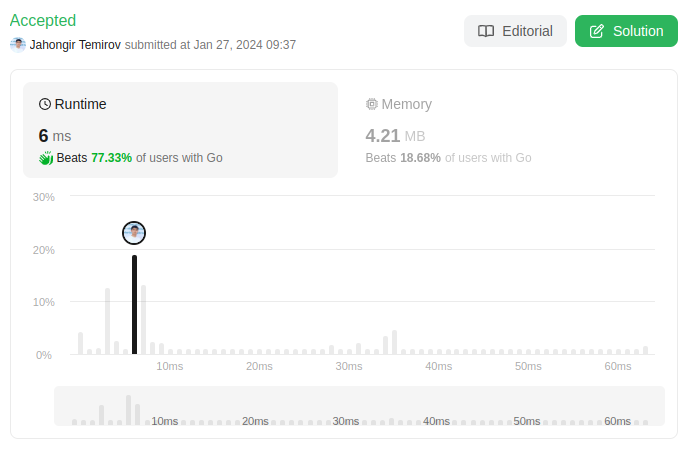 Accepted
Jahongir Temirov submitted at Jan 27, 2024 09:37
Editorial
Solution
Runtime
6 ms
Beats 77.33% of users with Go
Memory
4.21 MB
Beats 18.68% of users with Go
30%
20%
10%
0%
10ms 20ms 30ms 40ms 50ms 60ms
10ms 20ms 30ms 40ms 50ms 60ms